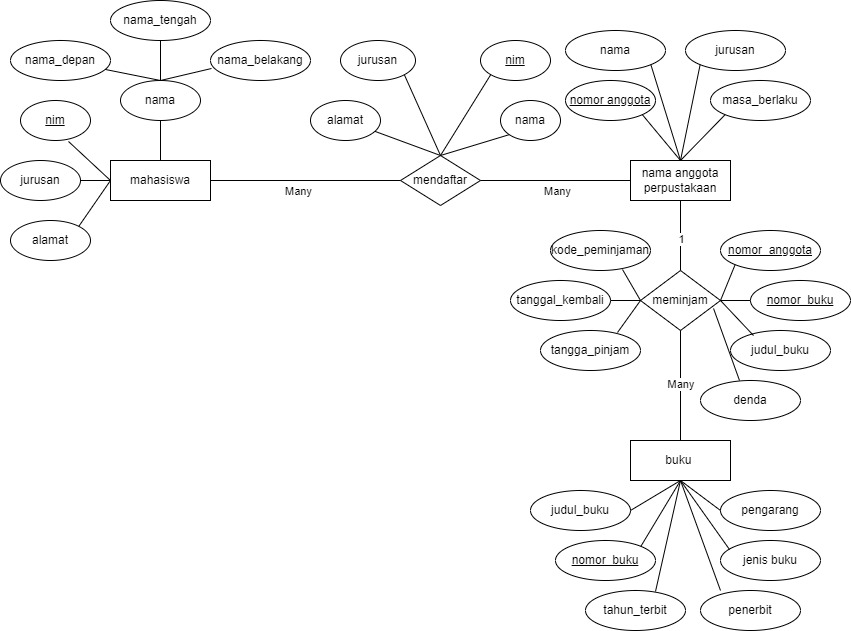 nama_tengah
nama_depan
nama_belakang
nama
nim
jurusan
alamat
mahasiswa
Many
jurusan
nim
alamat
nama
mendaftar
Many
nama
jurusan
nomor anggota
masa_berlaku
nama anggota
perpustakaan
1
kode_peminjaman
nomor_anggota
tanggal_kembali
meminjam
nomor_buku
tangga_pinjam
judul_buku
Many
denda
buku
judul_buku
pengarang
nomor_buku
jenis buku
tahun_terbit
penerbit